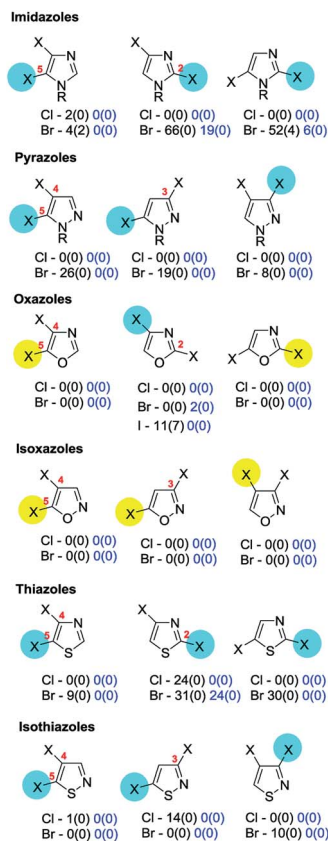 Imidazoles
X N X N N
5 X N 2 X N X N X
R R R
Cl - 2(0) 0(0) Cl - 0(0) 0(0) Cl - 0(0) 0(0)
Br - 4(2) 0(0) Br - 66(0) 19(0) Br - 52(4) 6(0)
Pyrazoles
X 4 3 X X X
5 X N N X N N N N
R R R
Cl - 0(0) 0(0) Cl - 0(0) 0(0) Cl - 0(0) 0(0)
Br - 26(0) 0(0) Br - 19(0) 0(0) Br - 8(0) 0(0)
Oxazoles
X 4 N X N N
5 X O O 2 X X O X
Cl - 0(0) 0(0) Cl - 0(0) 0(0) Cl - 0(0) 0(0)
Br - 0(0) 0(0) Br - 0(0) 2(0) Br - 0(0) 0(0)
I - 11(7) 0(0)
Isoxazoles
X 4 3 X X X
5 X O N X O N O N
Cl - 0(0) 0(0) Cl - 0(0) 0(0) Cl - 0(0) 0(0)
Br - 0(0) 0(0) Br - 0(0) 0(0) Br - 0(0) 0(0)
Thiazoles
X 4 N X N N
5 X S S 2 X X S X
Cl - 0(0) 0(0) Cl - 24(0) 0(0) Cl - 0(0) 0(0)
Br - 9(0) 0(0) Br - 31(0) 24(0) Br 30(0) 0(0)
Isothiazoles
X 4 3 X X X
5 X S N X S N S N
Cl - 1(0) 0(0) Cl - 14(0) 0(0) Cl - 0(0) 0(0)
Br - 0(0) 0(0) Br - 0(0) 0(0) Br - 10(0) 0(0)